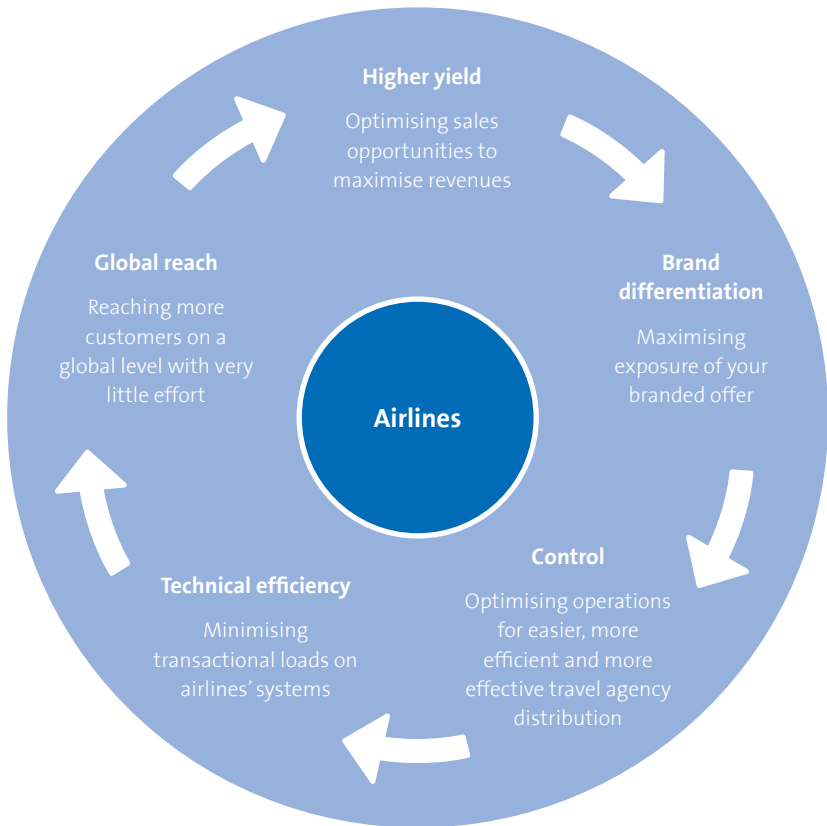 Higher yield
Optimising sales
opportunities to
maximise revenues
Brand
differentiation
Maximising
exposure of your
branded offer
Control
Optimising operations
for easier, more
efficient and more
effective travel agency
distribution
Technical efficiency
Minimising
transactional loads on
airlines’ systems
Global reach
Reaching more
customers on a
global level with very
little effort
Airlines